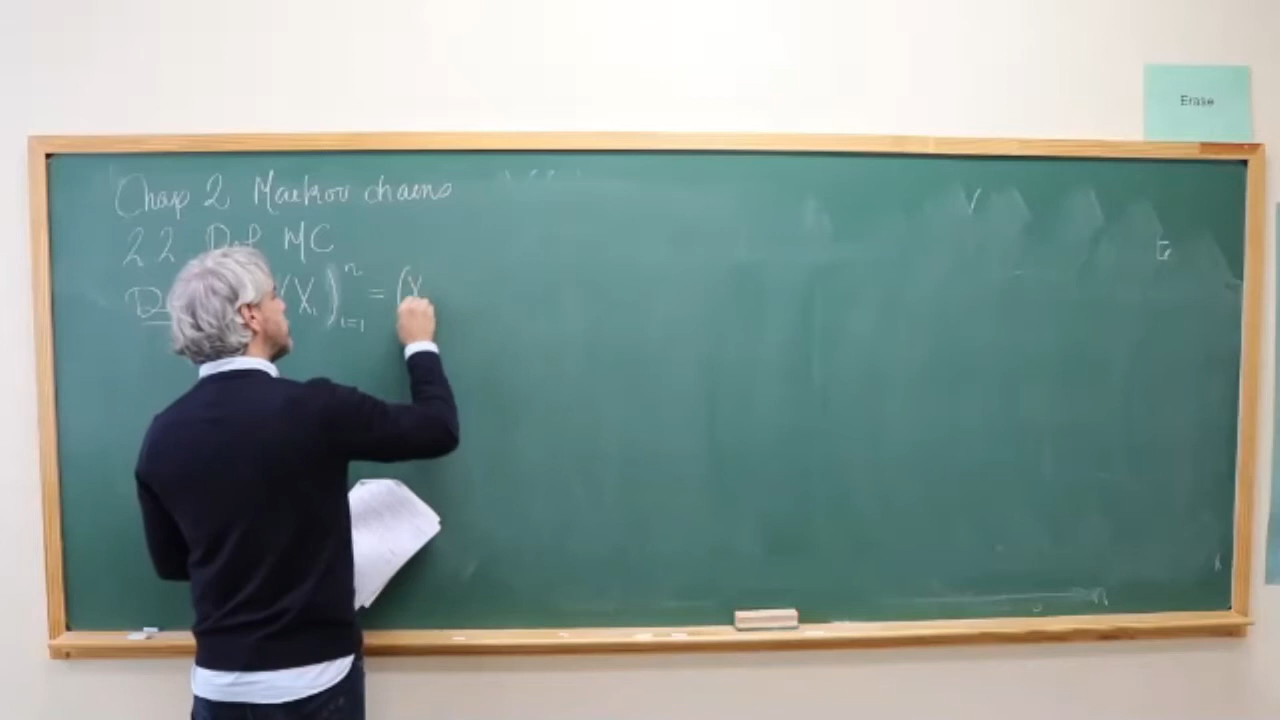 Erase
Chap 2 Markov chains
2.2 Def MC
(X_i)_{i=1}^n = (X